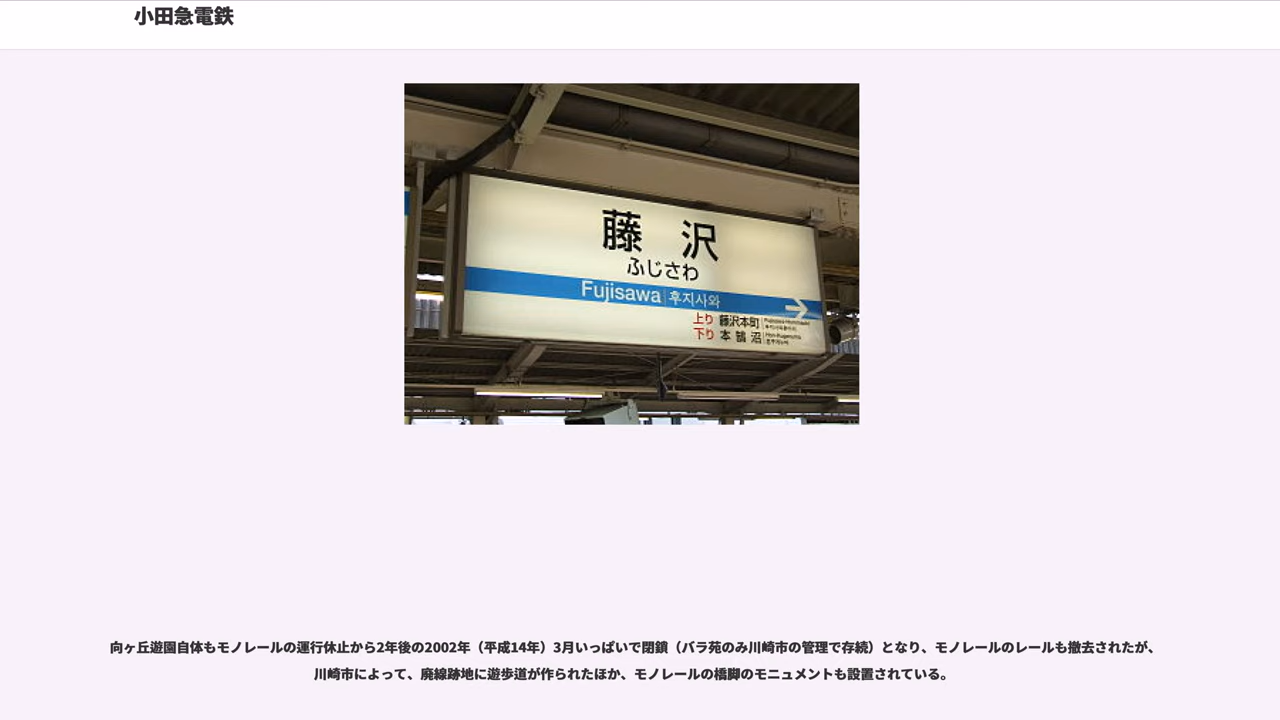 小田急電鉄
藤 沢
ふじさわ
Fujisawa 후지사와
上り 藤沢本町
下り 本 鵠 沼
向ヶ丘遊園自体もモノレールの運行休止から2年後の2002年（平成14年）3月いっぱいで閉鎖（バラ苑のみ川崎市の管理で存続）となり、モノレールのレールも撤去されたが、
川崎市によって、廃線跡地に遊歩道が作られたほか、モノレールの橋脚のモニュメントも設置されている。